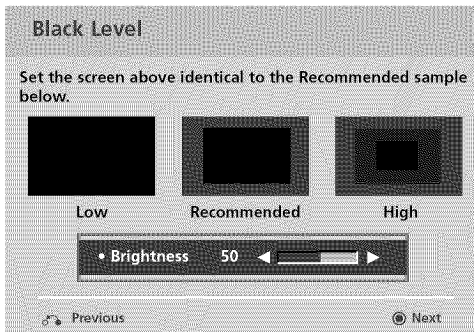 Black Level
Set the screen above identical to the Recommended sample
below.
Low Recommended High
• Brightness 50
Previous Next